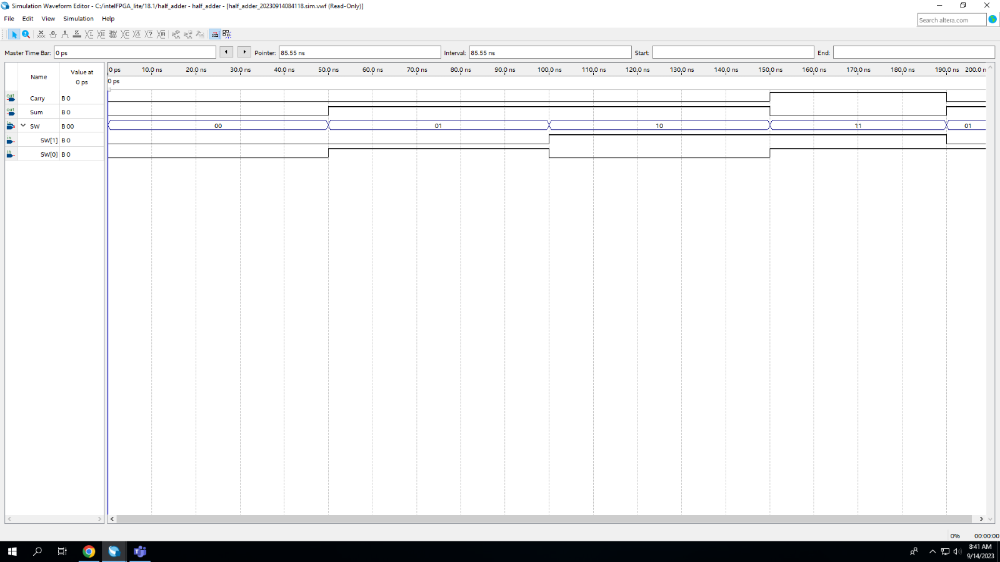 Simulation Waveform Editor - C:/intelFPGA_lite/18.1/half_adder - half_adder - [half_adder_20230914084118.sim.vwf (Read-Only)]
File Edit View Simulation Help
Search altera.com
Master Time Bar: 0 ps Pointer: 85.55 ns Interval: 85.55 ns Start: End:
Name Value at 0 ps
0 ps 10.0 ns 20.0 ns 30.0 ns 40.0 ns 50.0 ns 60.0 ns 70.0 ns 80.0 ns 90.0 ns 100.0 ns 110.0 ns 120.0 ns 130.0 ns 140.0 ns 150.0 ns 160.0 ns 170.0 ns 180.0 ns 190.0 ns 200.0 n
0 ps
out Carry B 0
out Sum B 0
in SW B 00 00 01 10 11 01
in SW[1] B 0
in SW[0] B 0
0% 00:00:00
8:41 AM
9/14/2023